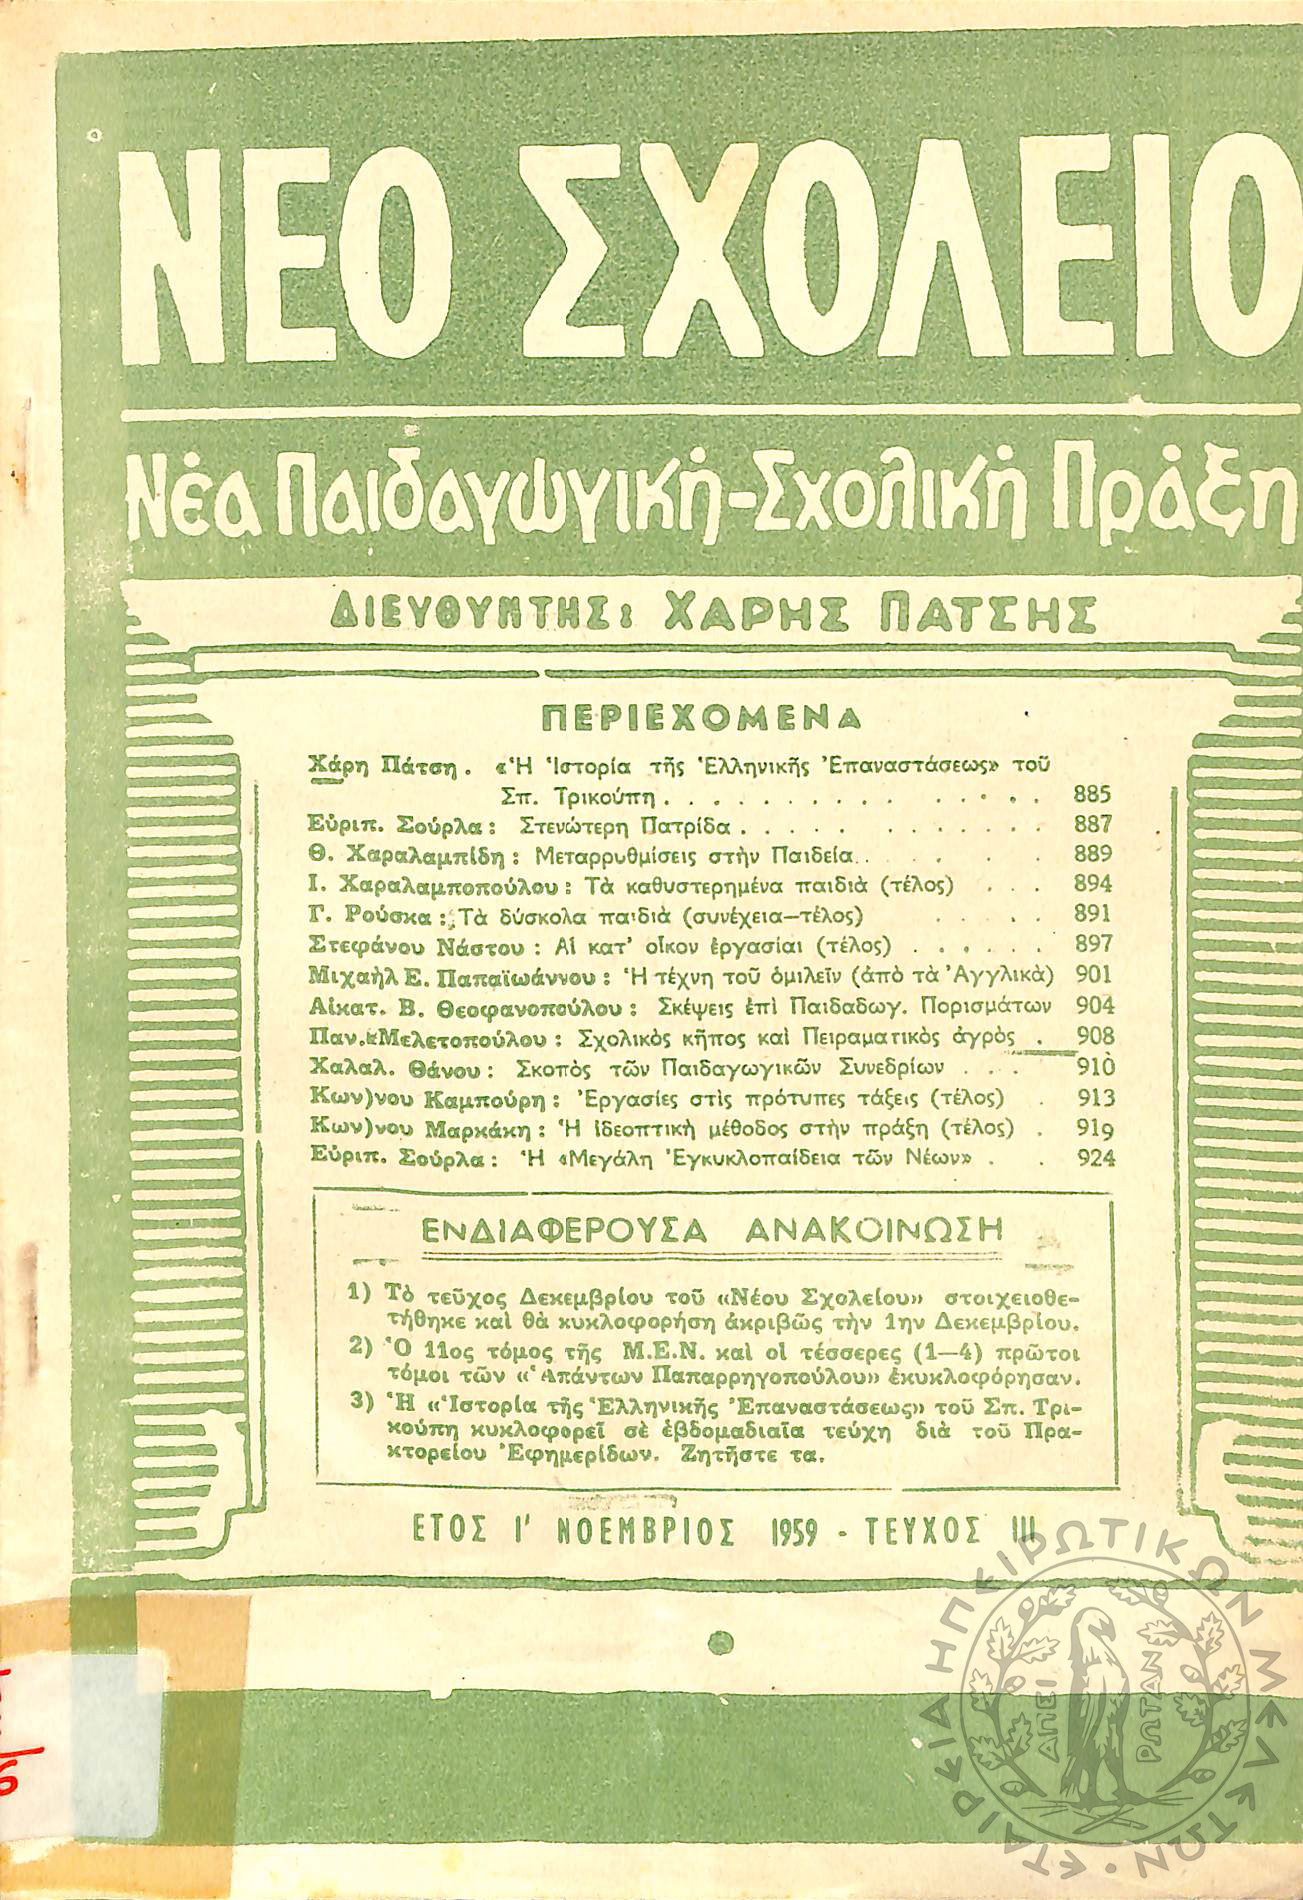 ΝΕΟ ΣΧΟΛΕΙΟ
Νέα Παιδαγωγική-Σχολική Πράξη
ΔΙΕΥΘΥΝΤΗΣ: ΧΑΡΗΣ ΠΑΤΣΗΣ
ΠΕΡΙΕΧΟΜΕΝΑ
Χάρη Πάτση. «Ἡ Ἱστορία τῆς Ἑλληνικῆς Ἐπαναστάσεως» τοῦ
Σπ. Τρικούπη . . . . . . . . . . . . . . . . 885
Εὐριπ. Σούρλα: Στενώτερη Πατρίδα . . . . . . . . . . . . 887
Θ. Χαραλαμπίδη: Μεταρρυθμίσεις στὴν Παιδεία. . . . . . 889
Ι. Χαραλαμποπούλου: Τὰ καθυστερημένα παιδιὰ (τέλος) . . . 894
Γ. Ρούσκα: Τὰ δύσκολα παιδιὰ (συνέχεια—τέλος) . . . . 891
Στεφάνου Νάστου: Αἱ κατ' οἶκον ἐργασίαι (τέλος) . . . . . . 897
Μιχαὴλ Ε. Παπαϊωάννου: Ἡ τέχνη τοῦ ὁμιλεῖν (ἀπὸ τὰ Ἀγγλικὰ) 901
Αἰκατ. Β. Θεοφανοπούλου: Σκέψεις ἐπὶ Παιδαδωγ. Πορισμάτων 904
Παν. Μελετοπούλου: Σχολικὸς κῆπος καὶ Πειραματικὸς ἀγρὸς . 908
Χαλαλ. Θάνου: Σκοπὸς τῶν Παιδαγωγικῶν Συνεδρίων . . . 910
Κων)νου Καμπούρη: Ἐργασίες στὶς πρότυπες τάξεις (τέλος) . 913
Κων)νου Μαρκάκη: Ἡ ἰδεοπτικὴ μέθοδος στὴν πράξη (τέλος) . 919
Εὐριπ. Σούρλα: Ἡ «Μεγάλη Ἐγκυκλοπαίδεια τῶν Νέων» . . 924
ΕΝΔΙΑΦΕΡΟΥΣΑ ΑΝΑΚΟΙΝΩΣΗ
1) Τὸ τεῦχος Δεκεμβρίου τοῦ «Νέου Σχολείου» στοιχειοθε-
τήθηκε καὶ θὰ κυκλοφορήση ἀκριβῶς τὴν 1ην Δεκεμβρίου.
2) Ὁ 11ος τόμος τῆς Μ.Ε.Ν. καὶ οἱ τέσσερες (1—4) πρῶτοι
τόμοι τῶν «Ἁπάντων Παπαρρηγοπούλου» ἐκυκλοφόρησαν.
3) Ἡ «Ἱστορία τῆς Ἑλληνικῆς Ἐπαναστάσεως» τοῦ Σπ. Τρι-
κούπη κυκλοφορεῖ σὲ ἑβδομαδιαῖα τεύχη διὰ τοῦ Πρα-
κτορείου Ἐφημερίδων. Ζητῆστε τα.
ΕΤΟΣ Ι' ΝΟΕΜΒΡΙΟΣ 1959 - ΤΕΥΧΟΣ 111
ΕΤΑΙΡΕΙΑ ΗΠΕΙΡΩΤΙΚΩΝ ΜΕΛΕΤΩΝ
ΑΠΕΙ
ΡΩΤΑΝ